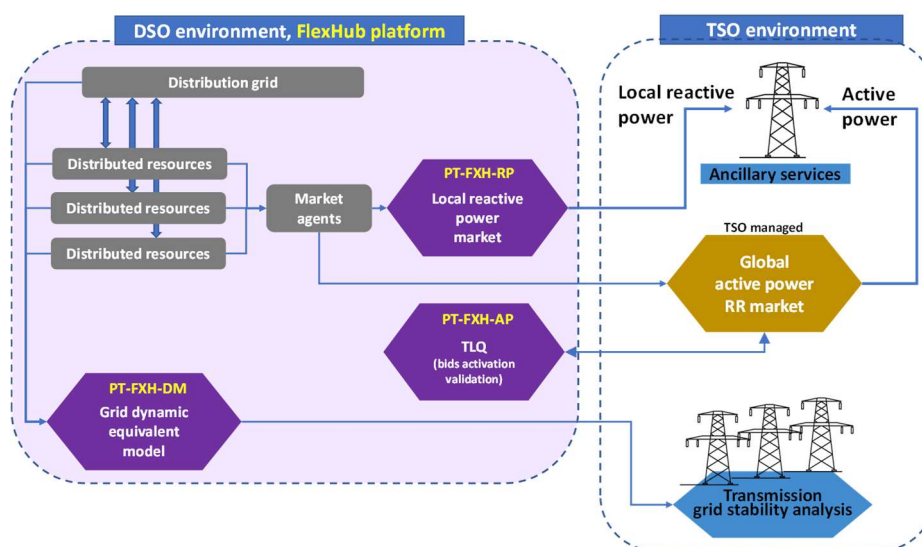 DSO environment, FlexHub platform
Distribution grid
Distributed resources
Distributed resources
Distributed resources
Market
agents
PT-FXH-RP
Local reactive
power
market
PT-FXH-AP
TLQ
(bids activation
validation)
PT-FXH-DM
Grid dynamic
equivalent
model
TSO environment
Local reactive
power
Active
power
Ancillary services
TSO managed
Global
active power
RR market
Transmission
grid stability analysis